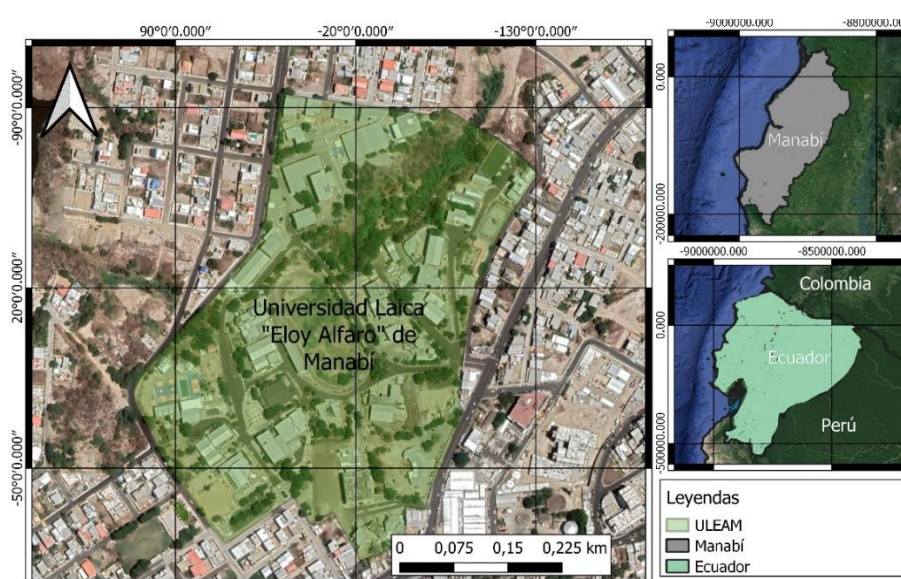 90°0'0.000"
-20°0'0.000"
-130°0'0.000"
-90°0'0.000"
20°0'0.000"
-50°0'0.000"
Universidad Laica
"Eloy Alfaro" de
Manabí
0 0,075 0,15 0,225 km
-9000000.000 -8800000.000
0.000
-200000.000
Manabí
-9000000.000 -8500000.000
0.000
-500000.000
Colombia
Ecuador
Perú
Leyendas
ULEAM
Manabí
Ecuador